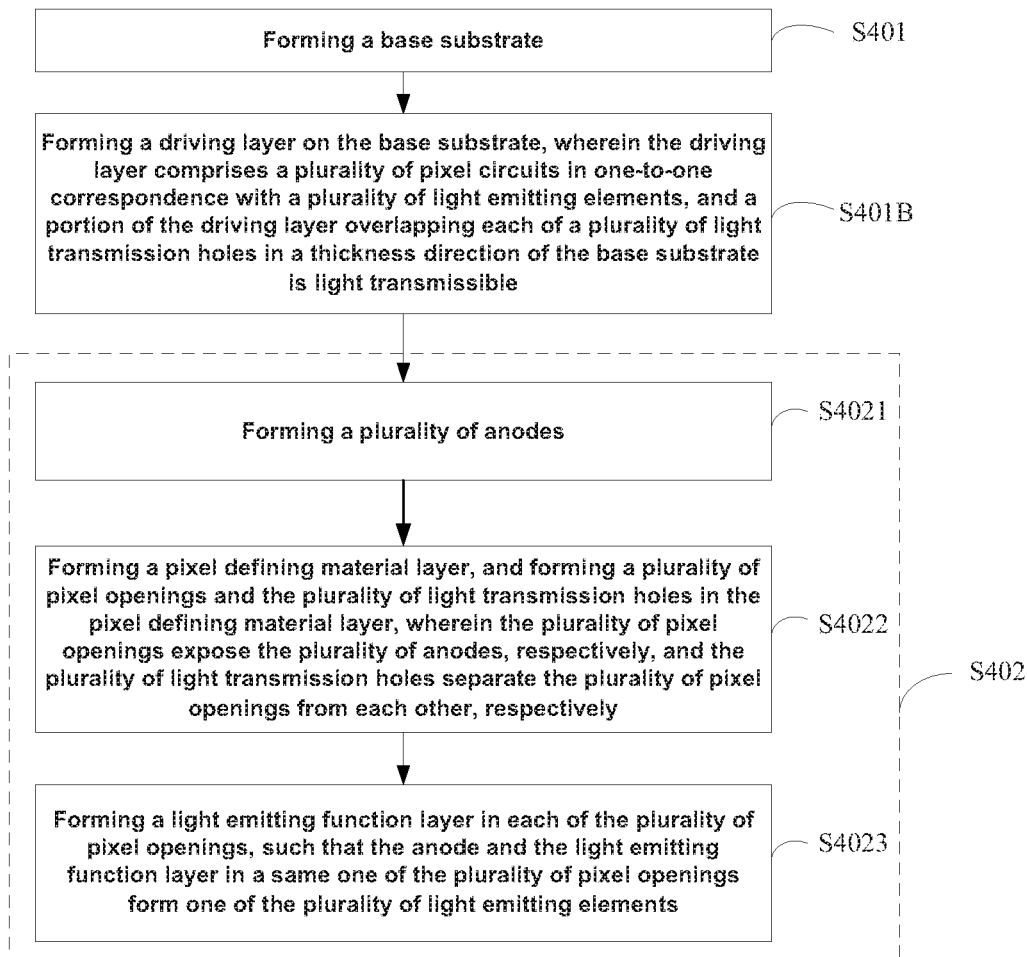 Forming a base substrate
S401
Forming a driving layer on the base substrate, wherein the driving
layer comprises a plurality of pixel circuits in one-to-one
correspondence with a plurality of light emitting elements, and a
portion of the driving layer overlapping each of a plurality of light
transmission holes in a thickness direction of the base substrate
is light transmissible
S401B
Forming a plurality of anodes
S4021
Forming a pixel defining material layer, and forming a plurality of
pixel openings and the plurality of light transmission holes in the
pixel defining material layer, wherein the plurality of pixel
openings expose the plurality of anodes, respectively, and the
plurality of light transmission holes separate the plurality of pixel
openings from each other, respectively
S4022
S402
Forming a light emitting function layer in each of the plurality of
pixel openings, such that the anode and the light emitting
function layer in a same one of the plurality of pixel openings
form one of the plurality of light emitting elements
S4023